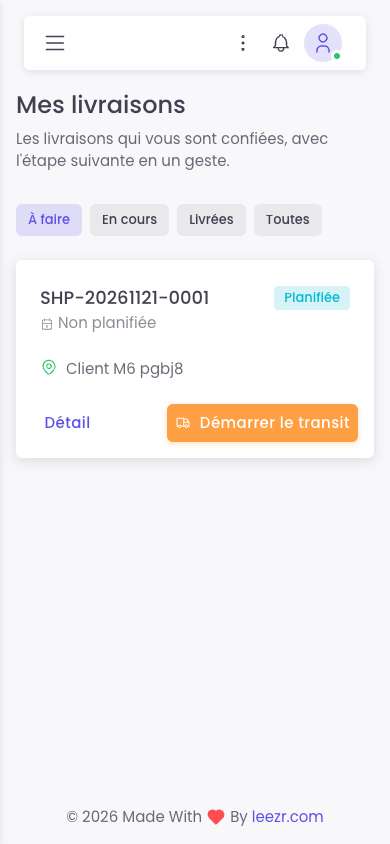 Mes livraisons
Les livraisons qui vous sont confiées, avec
l'étape suivante en un geste.
À faire
En cours
Livrées
Toutes
SHP-20261121-0001
Planifiée
Non planifiée
Client M6 pgbj8
Détail
Démarrer le transit
© 2026 Made With ❤ By leezr.com